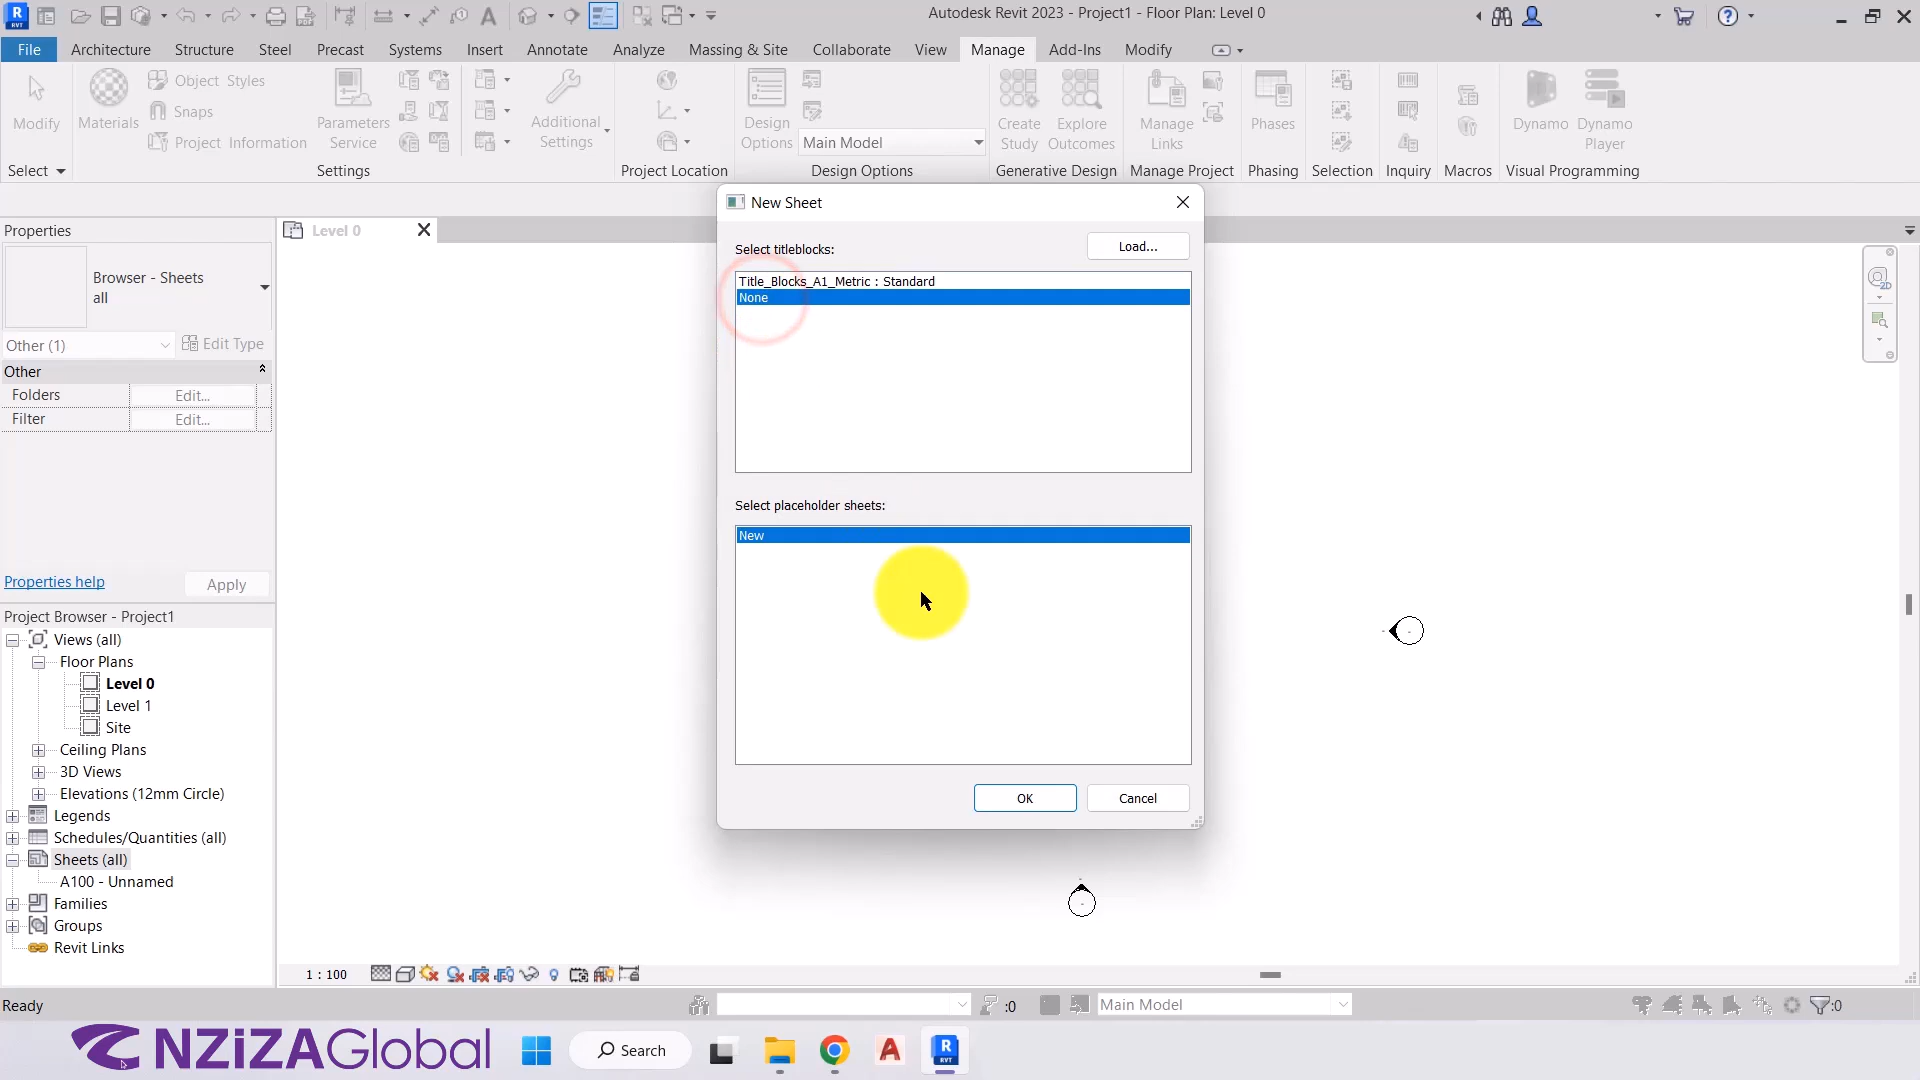 Autodesk Revit 2023 - Project1 - Floor Plan: Level 0
File Architecture Structure Steel Precast Systems Insert Annotate Analyze Massing & Site Collaborate View Manage Add-Ins Modify
Modify
Materials
Object Styles
Snaps
Project Information
Parameters
Service
Additional
Settings
Design
Options
Main Model
Create
Study
Explore
Outcomes
Manage
Links
Phases
Dynamo
Dynamo
Player
Select Settings Project Location Design Options Generative Design Manage Project Phasing Selection Inquiry Macros Visual Programming
Properties
Browser - Sheets
all
Other (1)
Edit Type
Other
Folders Edit...
Filter Edit...
Properties help
Apply
Project Browser - Project1
Views (all)
Floor Plans
Level 0
Level 1
Site
Ceiling Plans
3D Views
Elevations (12mm Circle)
Legends
Schedules/Quantities (all)
Sheets (all)
A100 - Unnamed
Families
Groups
Revit Links
Level 0
New Sheet
Select titleblocks:
Load...
Title_Blocks_A1_Metric : Standard
None
Select placeholder sheets:
New
OK
Cancel
2D
1 : 100
Ready
:0
Main Model
:0
NZiZAGlobal
Search
A
R
RVT